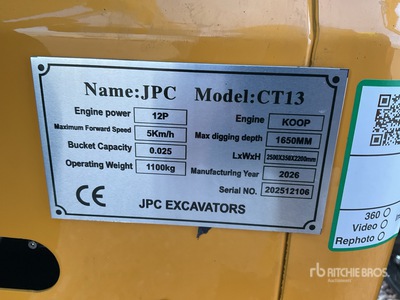 Name:JPC Model:CT13
Engine power 12P
Engine KOOP
Maximum Forward Speed 5Km/h
Max digging depth 1650MM
Bucket Capacity 0.025
LxWxH 2500X350X2200mm
Operating Weight 1100kg
Manufacturing Year 2026
Serial NO. 202512106
CE
JPC EXCAVATORS
360
Video
Rephoto
rb RITCHIE BROS.